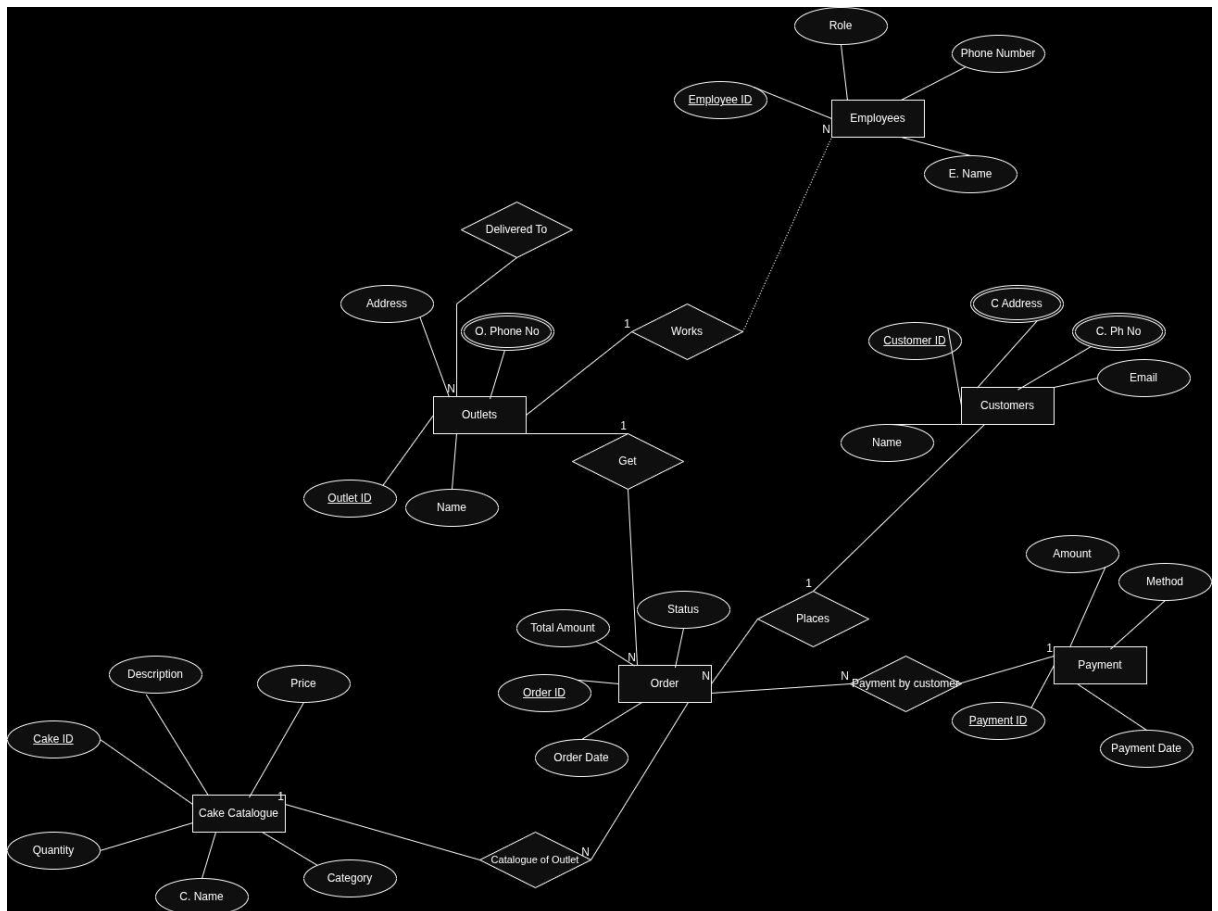 Role
Phone Number
Employee ID
Employees
N
E. Name
Delivered To
Address
O. Phone No
1
Works
C Address
Customer ID
C. Ph No
Email
N
Outlets
Customers
1
Name
Get
Outlet ID
Name
Amount
Method
1
Status
Places
Total Amount
N
1
Payment
Description
Price
Order
N
N
Payment by customer
Order ID
Payment ID
Cake ID
Order Date
Payment Date
1
Cake Catalogue
Quantity
N
Catalogue of Outlet
Category
C. Name